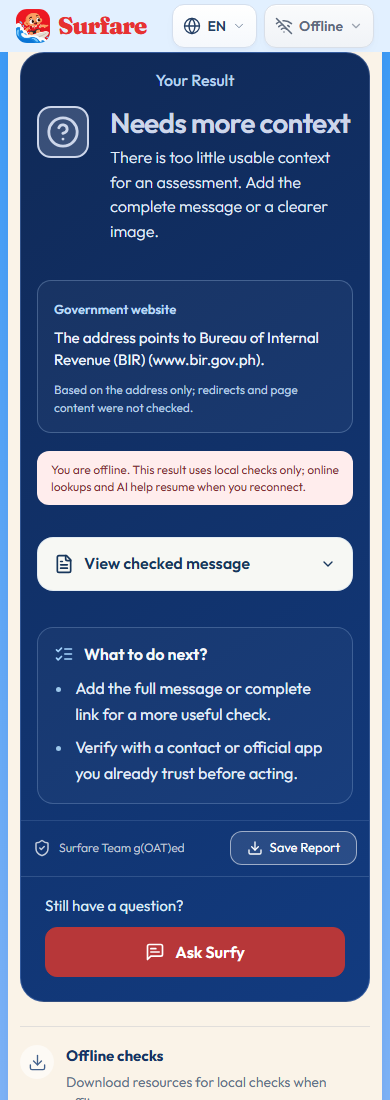 Surfare
EN
Offline
Your Result
Needs more context
There is too little usable context
for an assessment. Add the
complete message or a clearer
image.
Government website
The address points to Bureau of Internal
Revenue (BIR) (www.bir.gov.ph).
Based on the address only; redirects and page
content were not checked.
You are offline. This result uses local checks only; online
lookups and AI help resume when you reconnect.
View checked message
What to do next?
• Add the full message or complete
link for a more useful check.
• Verify with a contact or official app
you already trust before acting.
Surfare Team g(OAT)ed
Save Report
Still have a question?
Ask Surfy
Offline checks
Download resources for local checks when